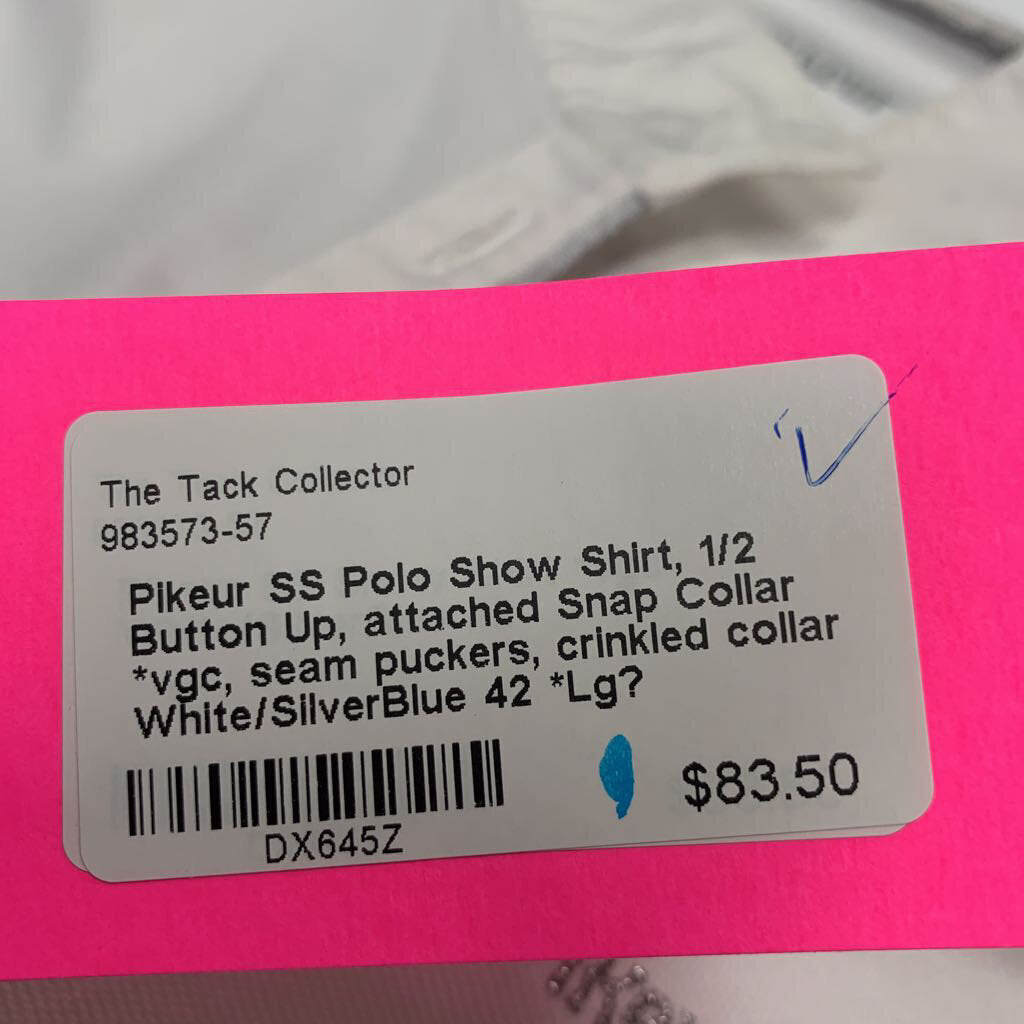 The Tack Collector
983573-57
Pikeur SS Polo Show Shirt, 1/2
Button Up, attached Snap Collar
*vgc, seam puckers, crinkled collar
White/SilverBlue 42 *Lg?
$83.50
DX645Z